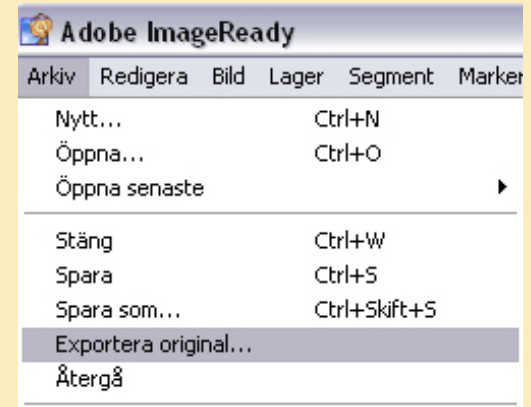 Adobe ImageReady
Arkiv Redigera Bild Lager Segment Marker
Nytt... Ctrl+N
Öppna... Ctrl+O
Öppna senaste
Stäng Ctrl+W
Spara Ctrl+S
Spara som... Ctrl+Skift+S
Exportera original...
Återgå